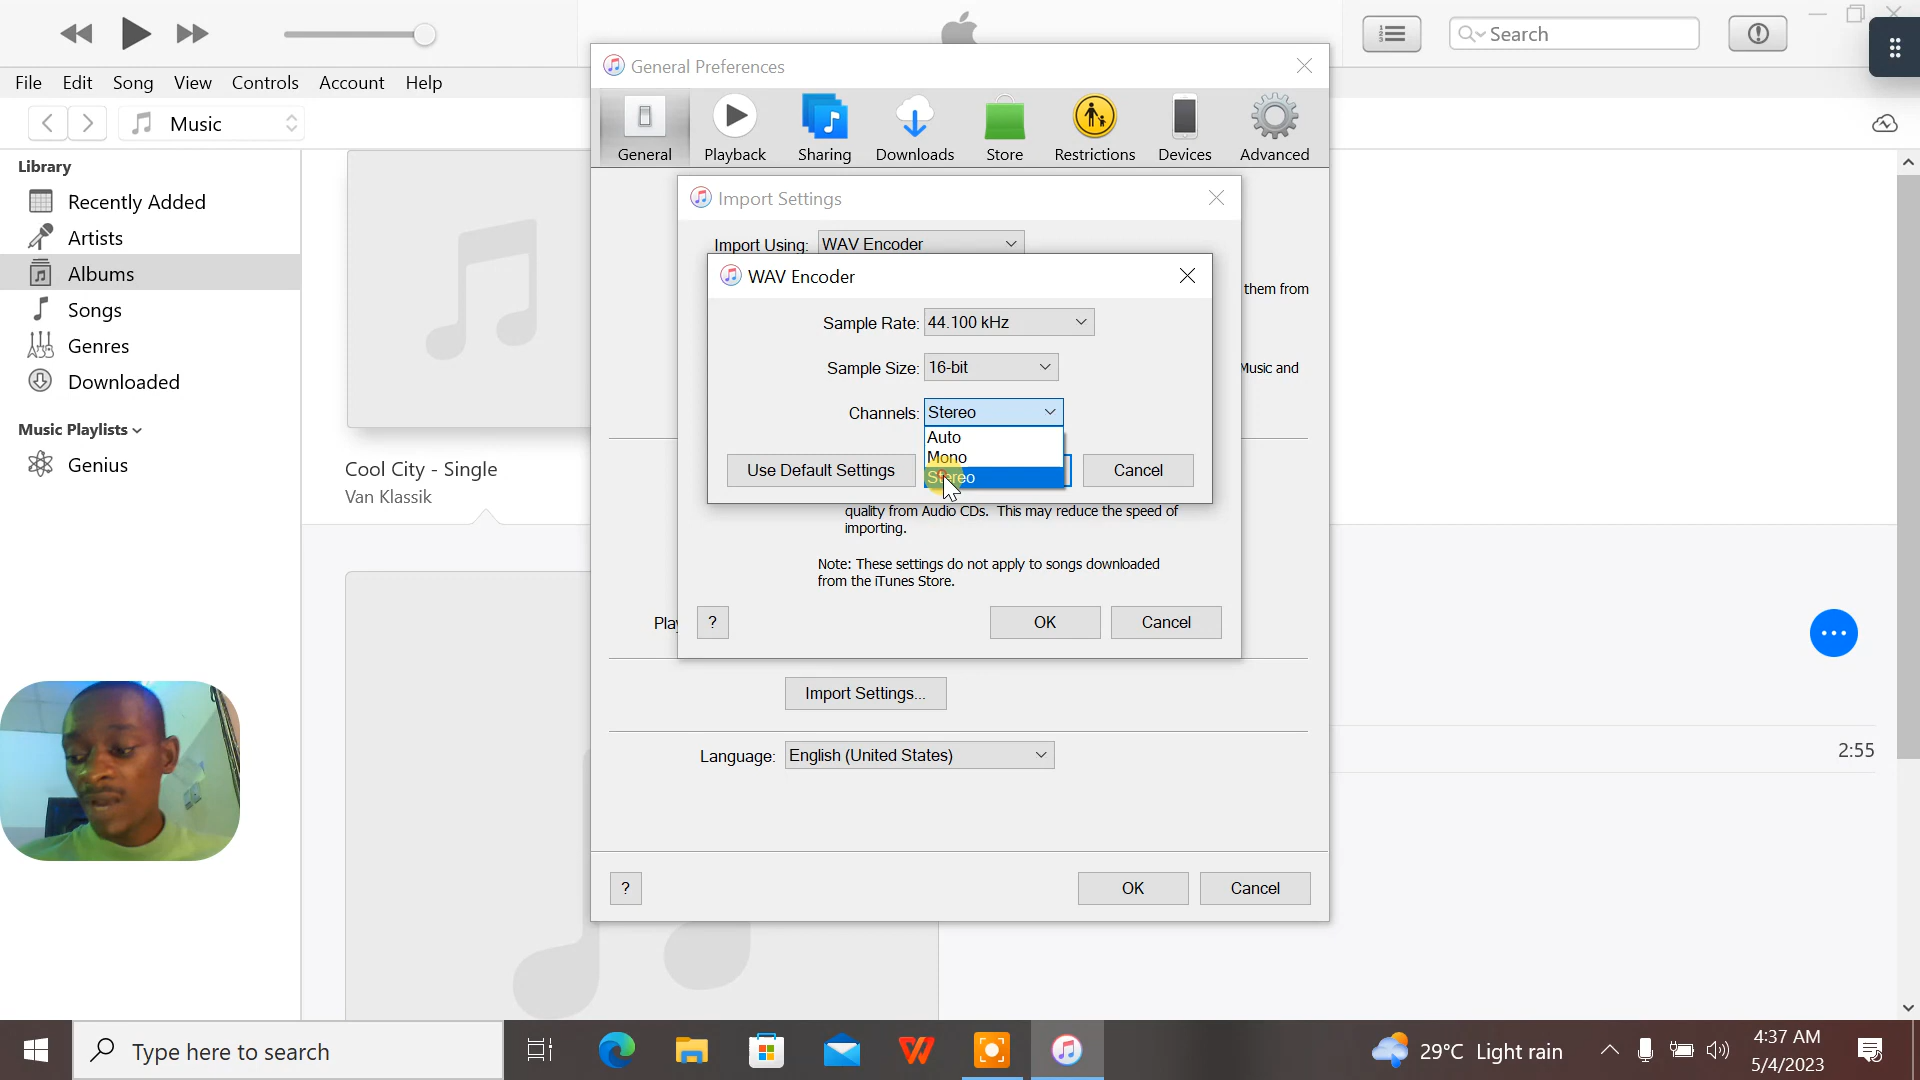 Search
General Preferences
File Edit Song View Controls Account Help
Music
General Playback Sharing Downloads Store Restrictions Devices Advanced
Library
Recently Added
Artists
Albums
Songs
Genres
Downloaded
Music Playlists
Genius
Import Settings
Import Using: WAV Encoder
them from
WAV Encoder
Sample Rate: 44.100 kHz
Sample Size: 16-bit
Music and
Channels: Stereo
Auto
Mono
Stereo
Use Default Settings
Cancel
Cool City - Single
Van Klassik
quality from Audio CDs. This may reduce the speed of
importing.
Note: These settings do not apply to songs downloaded
from the iTunes Store.
Play
? OK Cancel
Import Settings...
Language: English (United States)
2:55
? OK Cancel
Type here to search
29°C Light rain
4:37 AM
5/4/2023